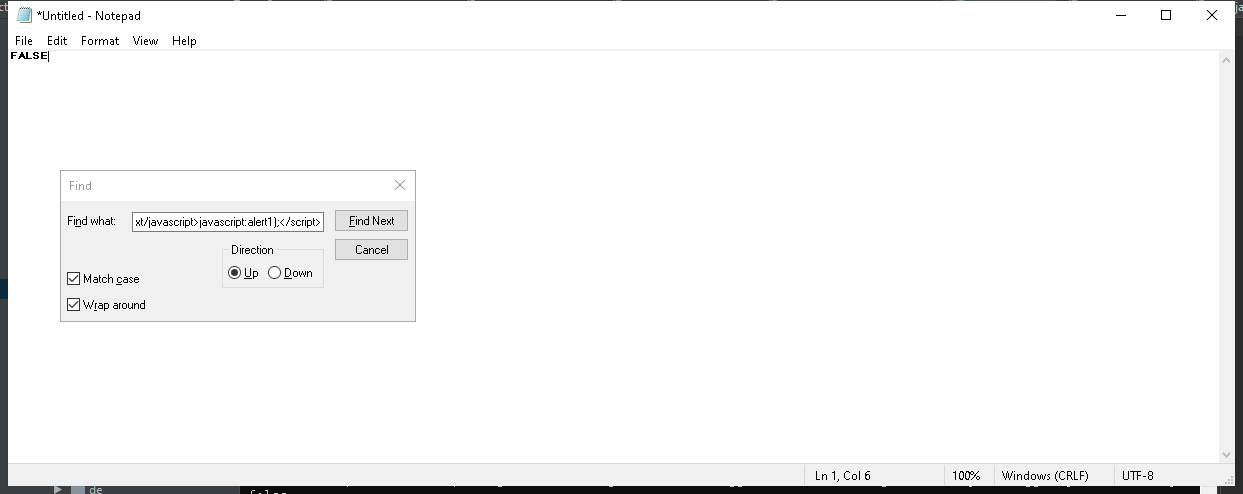 *Untitled - Notepad
File Edit Format View Help
FALSE
Find
Find what: xt/javascript>javascript:alert1);</script> Find Next
Direction Cancel
Up Down
Match case
Wrap around
Ln 1, Col 6 100% Windows (CRLF) UTF-8
de